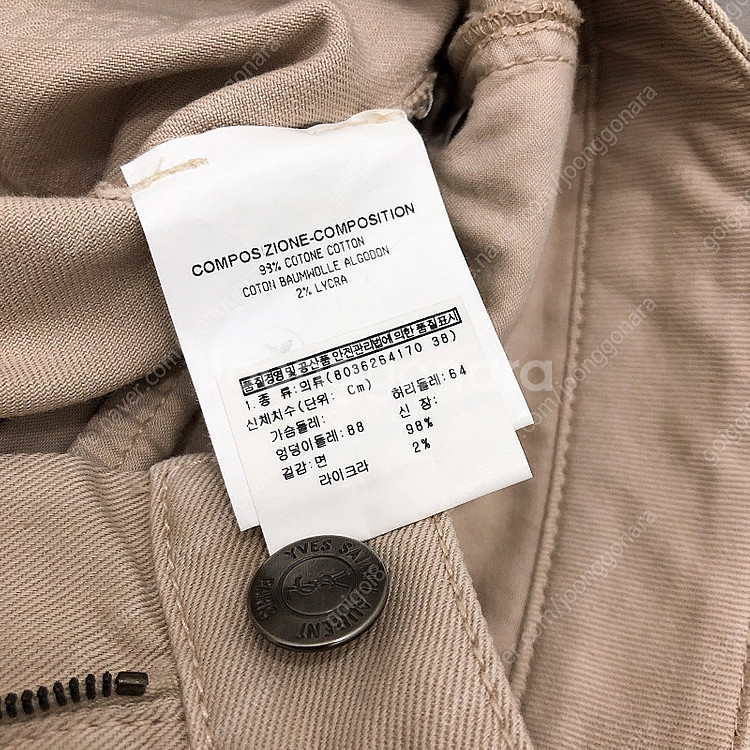 COMPOSIZIONE-COMPOSITION
98% COTONE COTTON
COTON BAUMWOLLE ALGODON
2% LYCRA
품질경영 및 공산품 안전관리법에 의한 품질표시
1. 종 류:의류(8036264170 38)
신체치수(단위: Cm)
가슴둘레: 허리둘레:64
엉덩이둘레:88 신 장:
겉감:면 98%
라이크라 2%
YVES SAINT LAURENT
PARIS
joonggonara